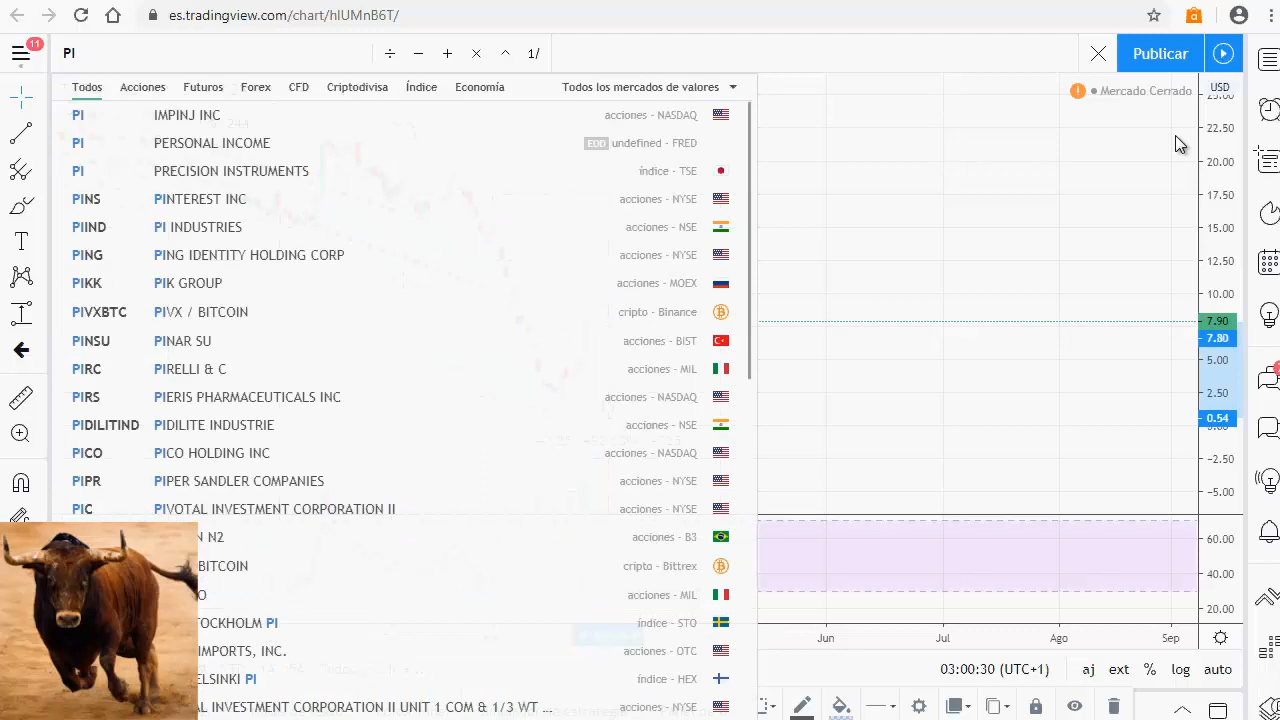 es.tradingview.com/chart/hlUMnB6T/
11
PI
÷ − + × ^ 1/
Publicar
Todos Acciones Futuros Forex CFD Criptodivisa Índice Economía Todos los mercados de valores
Mercado Cerrado USD
PI IMPINJ INC acciones - NASDAQ
PI PERSONAL INCOME EOD undefined - FRED
PI PRECISION INSTRUMENTS índice - TSE
PINS PINTEREST INC acciones - NYSE
PIIND PI INDUSTRIES acciones - NSE
PING PING IDENTITY HOLDING CORP acciones - NYSE
PIKK PIK GROUP acciones - MOEX
PIVXBTC PIVX / BITCOIN cripto - Binance
PINSU PINAR SU acciones - BIST
PIRC PIRELLI & C acciones - MIL
PIRS PIERIS PHARMACEUTICALS INC acciones - NASDAQ
PIDILITIND PIDILITE INDUSTRIE acciones - NSE
PICO PICO HOLDING INC acciones - NASDAQ
PIPR PIPER SANDLER COMPANIES acciones - NYSE
PIC PIVOTAL INVESTMENT CORPORATION II acciones - NYSE
N N2 acciones - B3
BITCOIN cripto - Bittrex
O acciones - MIL
STOCKHOLM PI índice - STO
IMPORTS, INC. acciones - OTC
ELSINKI PI índice - HEX
TAL INVESTMENT CORPORATION II UNIT 1 COM & 1/3 WT ... acciones - NYSE
25.00
22.50
20.00
17.50
15.00
12.50
10.00
7.90
7.80
5.00
2.50
0.54
−2.50
−5.00
60.00
40.00
20.00
Jun Jul Ago Sep
03:00:30 (UTC+1) aj ext % log auto